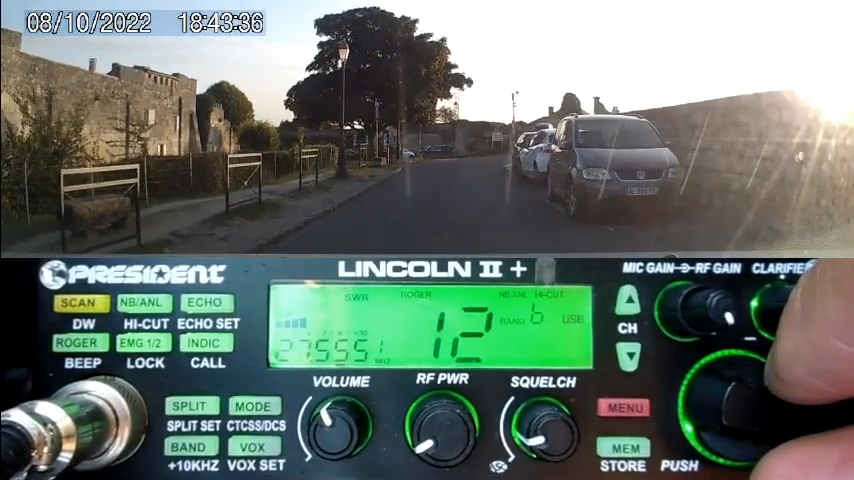 08/10/2022 18:43:36
PRESIDENT LINCOLN II + MIC GAIN RF GAIN CLARIFIE
SCAN NB/ANL ECHO
DW HI-CUT ECHO SET
ROGER EMG 1/2 INDIC
BEEP LOCK CALL
SWR ROGER NB/ANL HI-CUT
12 BAND b USB
27.555
MHZ
CH
VOLUME RF PWR SQUELCH
SPLIT MODE
SPLIT SET CTCSS/DCS
BAND VOX
+10KHZ VOX SET
MENU
MEM
STORE PUSH